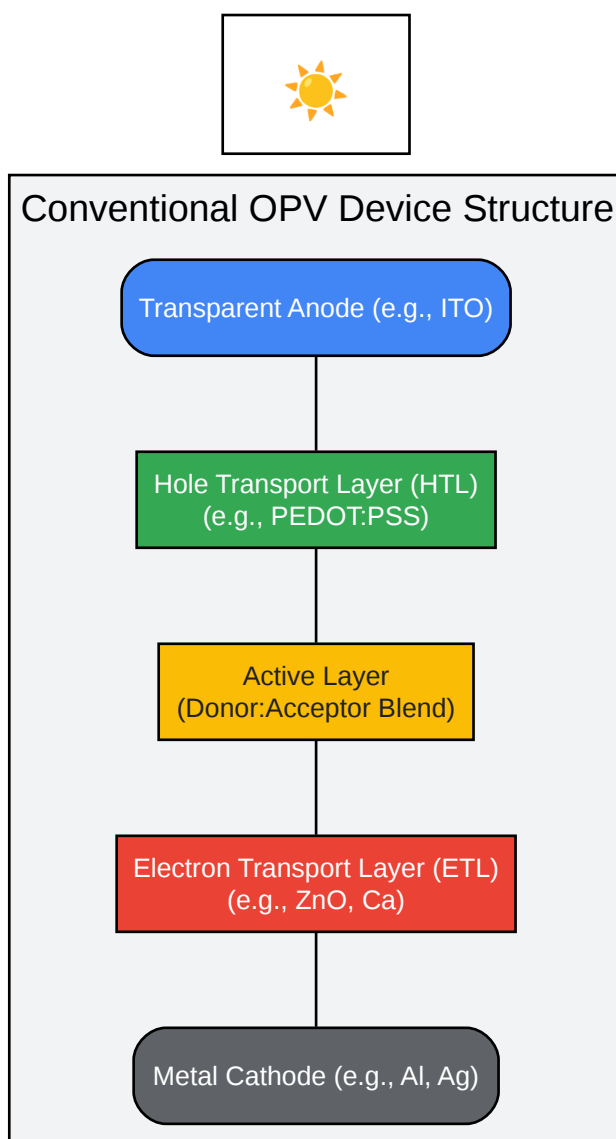 Conventional OPV Device Structure
Transparent Anode (e.g., ITO)
Hole Transport Layer (HTL)
(e.g., PEDOT:PSS)
Active Layer
(Donor:Acceptor Blend)
Electron Transport Layer (ETL)
(e.g., ZnO, Ca)
Metal Cathode (e.g., Al, Ag)